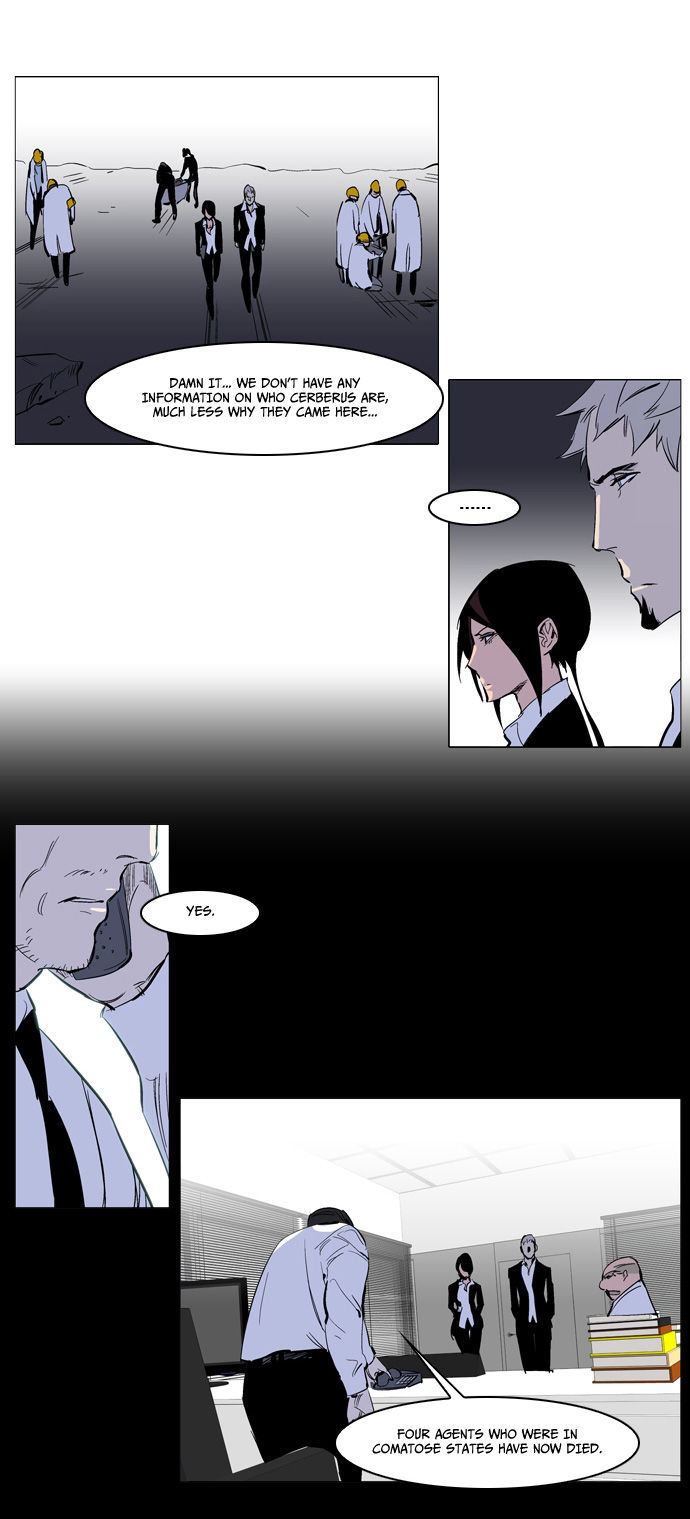 DAMN IT... WE DON'T HAVE ANY
INFORMATION ON WHO CERBERUS ARE,
MUCH LESS WHY THEY CAME HERE...
------
YES.
FOUR AGENTS WHO WERE IN
COMATOSE STATES HAVE NOW DIED.